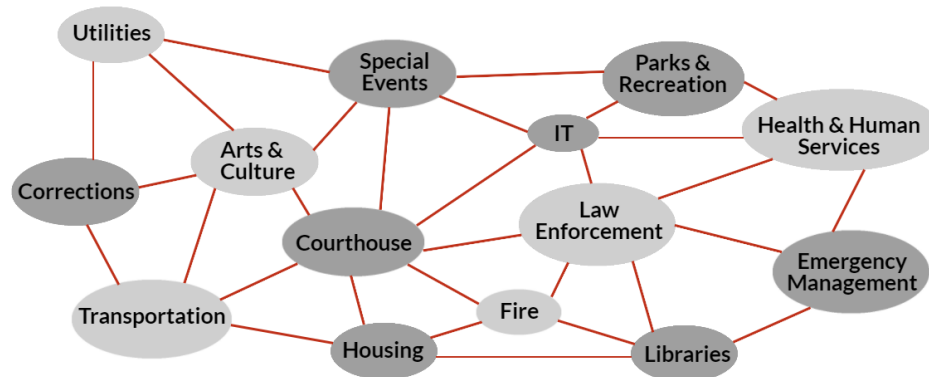 Utilities
Special
Events
Parks &
Recreation
IT
Health & Human
Services
Arts &
Culture
Corrections
Law
Enforcement
Courthouse
Emergency
Management
Transportation
Fire
Housing
Libraries